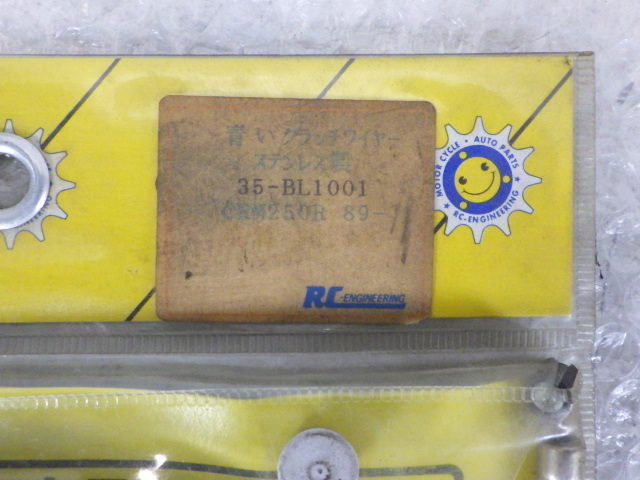 青いクラッチワイヤー
ステンレス製
35-BL1001
CRM250R 89-
RC-ENGINEERING
MOTOR CYCLE • AUTO PARTS
★ RC-ENGINEERING ★